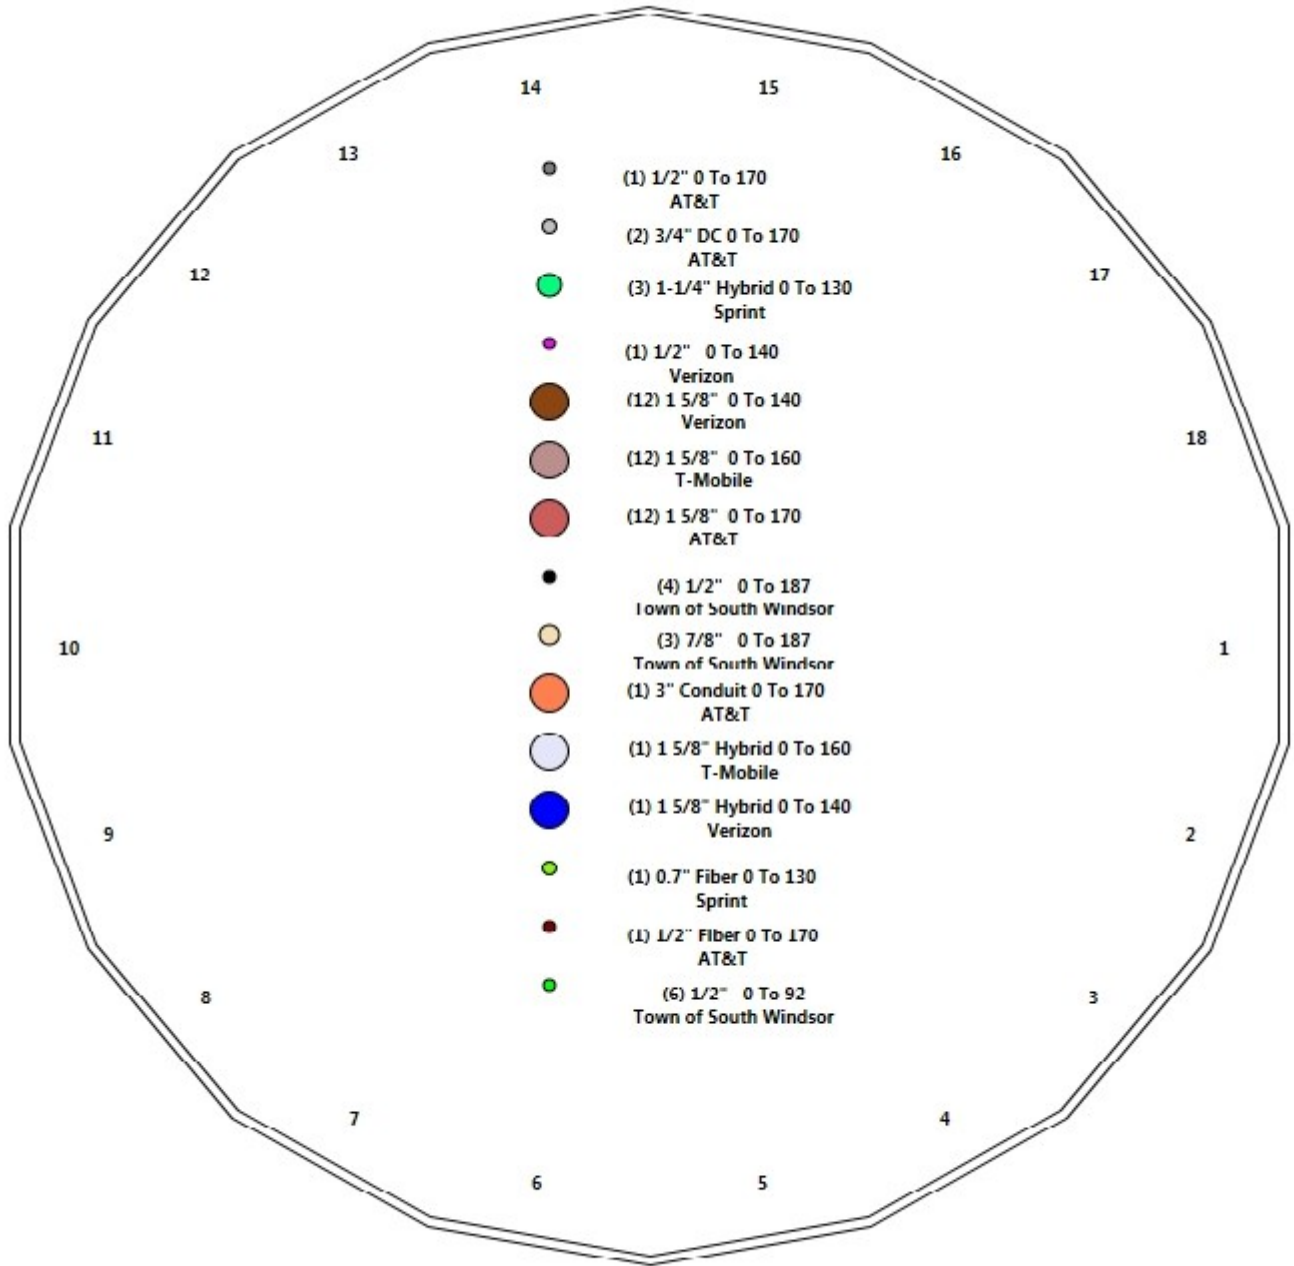 14
15
13
16
(1) 1/2" 0 To 170
AT&T
(2) 3/4" DC 0 To 170
AT&T
12
17
(3) 1-1/4" Hybrid 0 To 130
Sprint
(1) 1/2" 0 To 140
Verizon
(12) 1 5/8" 0 To 140
Verizon
11
18
(12) 1 5/8" 0 To 160
T-Mobile
(12) 1 5/8" 0 To 170
AT&T
(4) 1/2" 0 To 187
Town of South Windsor
(3) 7/8" 0 To 187
10
1
Town of South Windsor
(1) 3" Conduit 0 To 170
AT&T
(1) 1 5/8" Hybrid 0 To 160
T-Mobile
(1) 1 5/8" Hybrid 0 To 140
Verizon
9
2
(1) 0.7" Fiber 0 To 130
Sprint
(1) 1/2" Fiber 0 To 170
AT&T
8
3
(6) 1/2" 0 To 92
Town of South Windsor
7
4
6
5